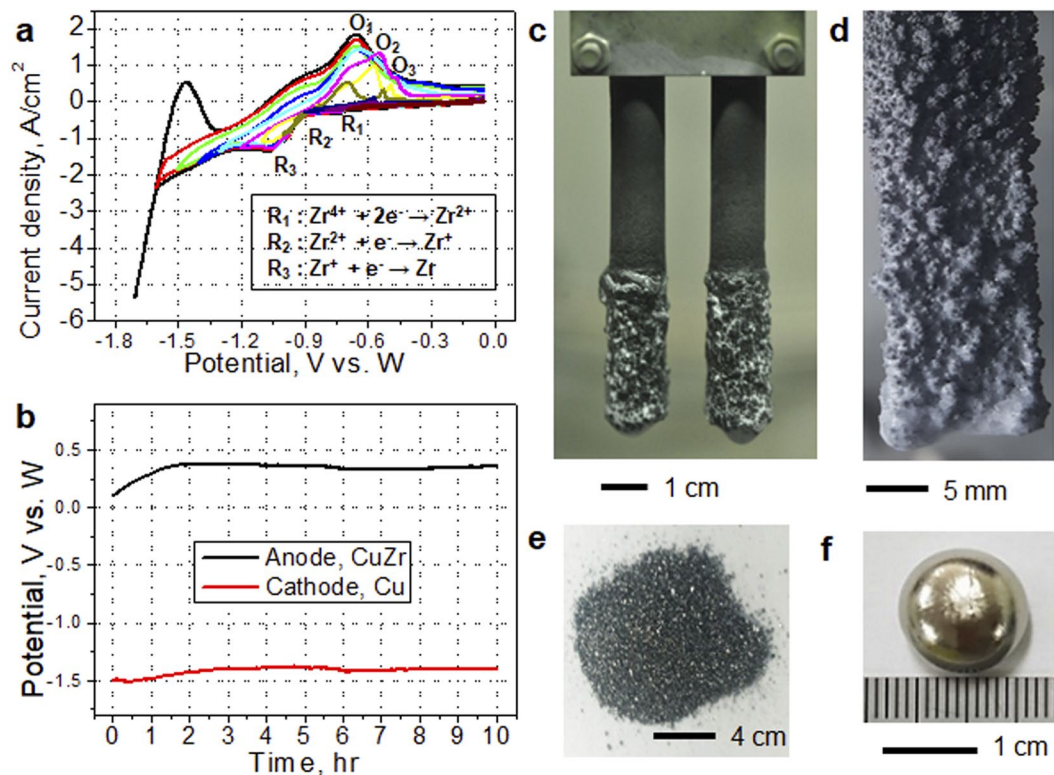 a
2
1
0
-1
-2
-3
-4
-5
-6
Current density, A/cm²
O₁
O₂
O₃
R₁
R₂
R₃
R₁ : Zr⁴⁺ + 2e⁻ → Zr²⁺
R₂ : Zr²⁺ + e⁻ → Zr⁺
R₃ : Zr⁺ + e⁻ → Zr
-1.8 -1.5 -1.2 -0.9 -0.6 -0.3 0.0
Potential, V vs. W
b
0.5
0.0
-0.5
-1.0
-1.5
Potential, V vs. W
Anode, CuZr
Cathode, Cu
0 1 2 3 4 5 6 7 8 9 10
Time, hr
c
1 cm
d
5 mm
e
4 cm
f
1 cm